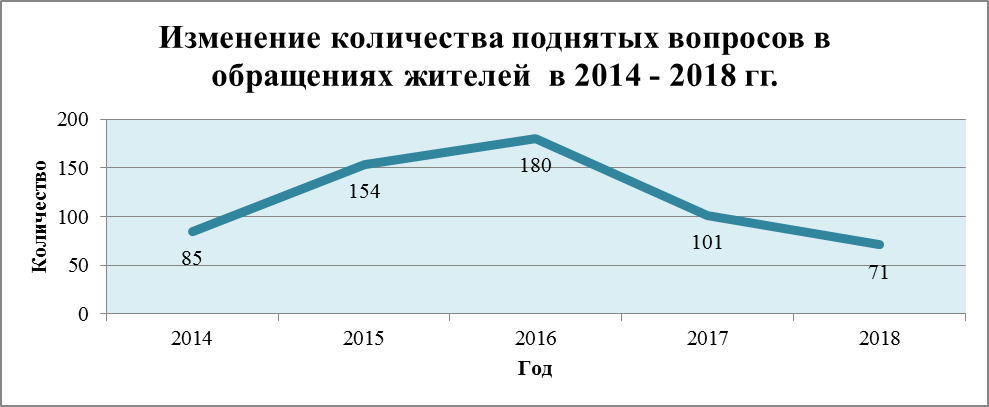 Изменение количества поднятых вопросов в
обращениях жителей в 2014 - 2018 гг.
Количество
200
150
100
50
0
85
154
180
101
71
2014 2015 2016 2017 2018
Год